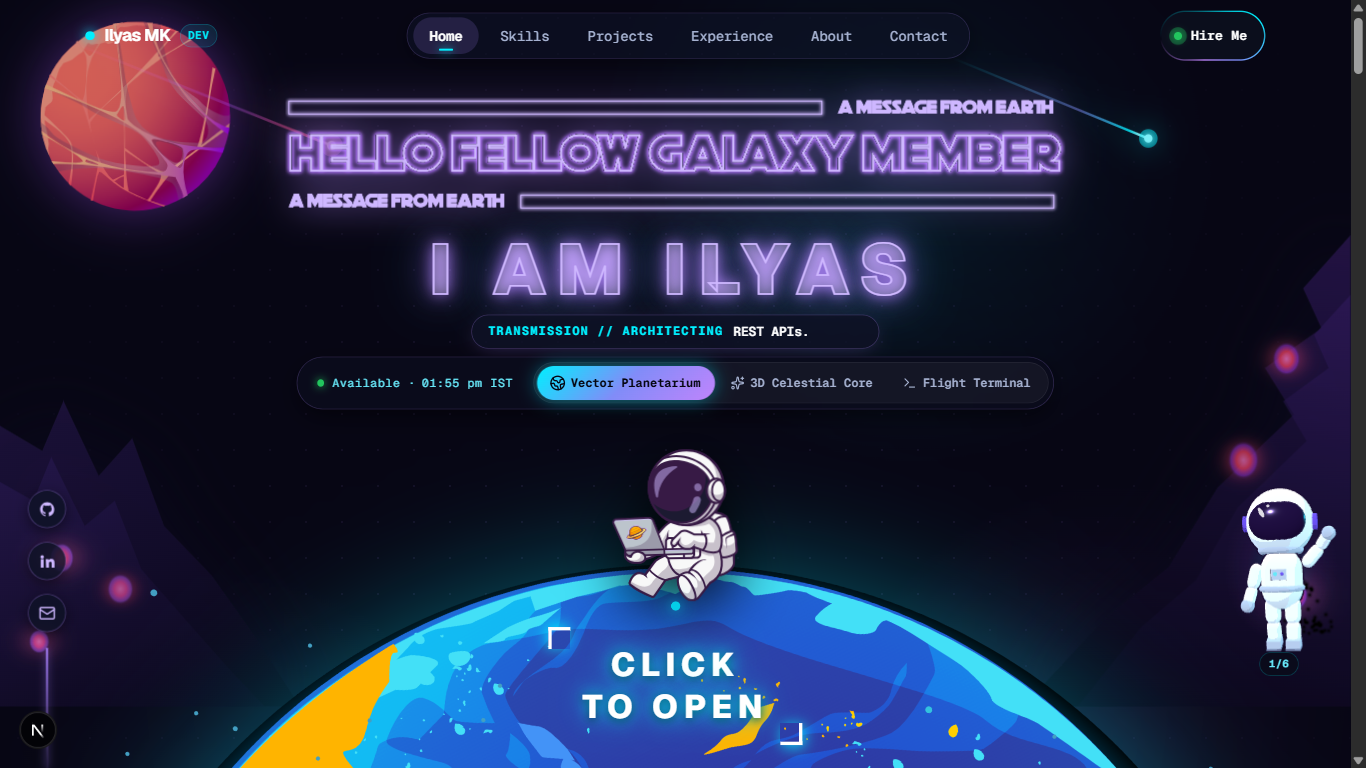 Ilyas MK DEV
Home Skills Projects Experience About Contact
Hire Me
A MESSAGE FROM EARTH
HELLO FELLOW GALAXY MEMBER
A MESSAGE FROM EARTH
I AM ILYAS
TRANSMISSION // ARCHITECTING REST APIs.
Available · 01:55 pm IST Vector Planetarium 3D Celestial Core Flight Terminal
in
CLICK
TO OPEN
1/6
N